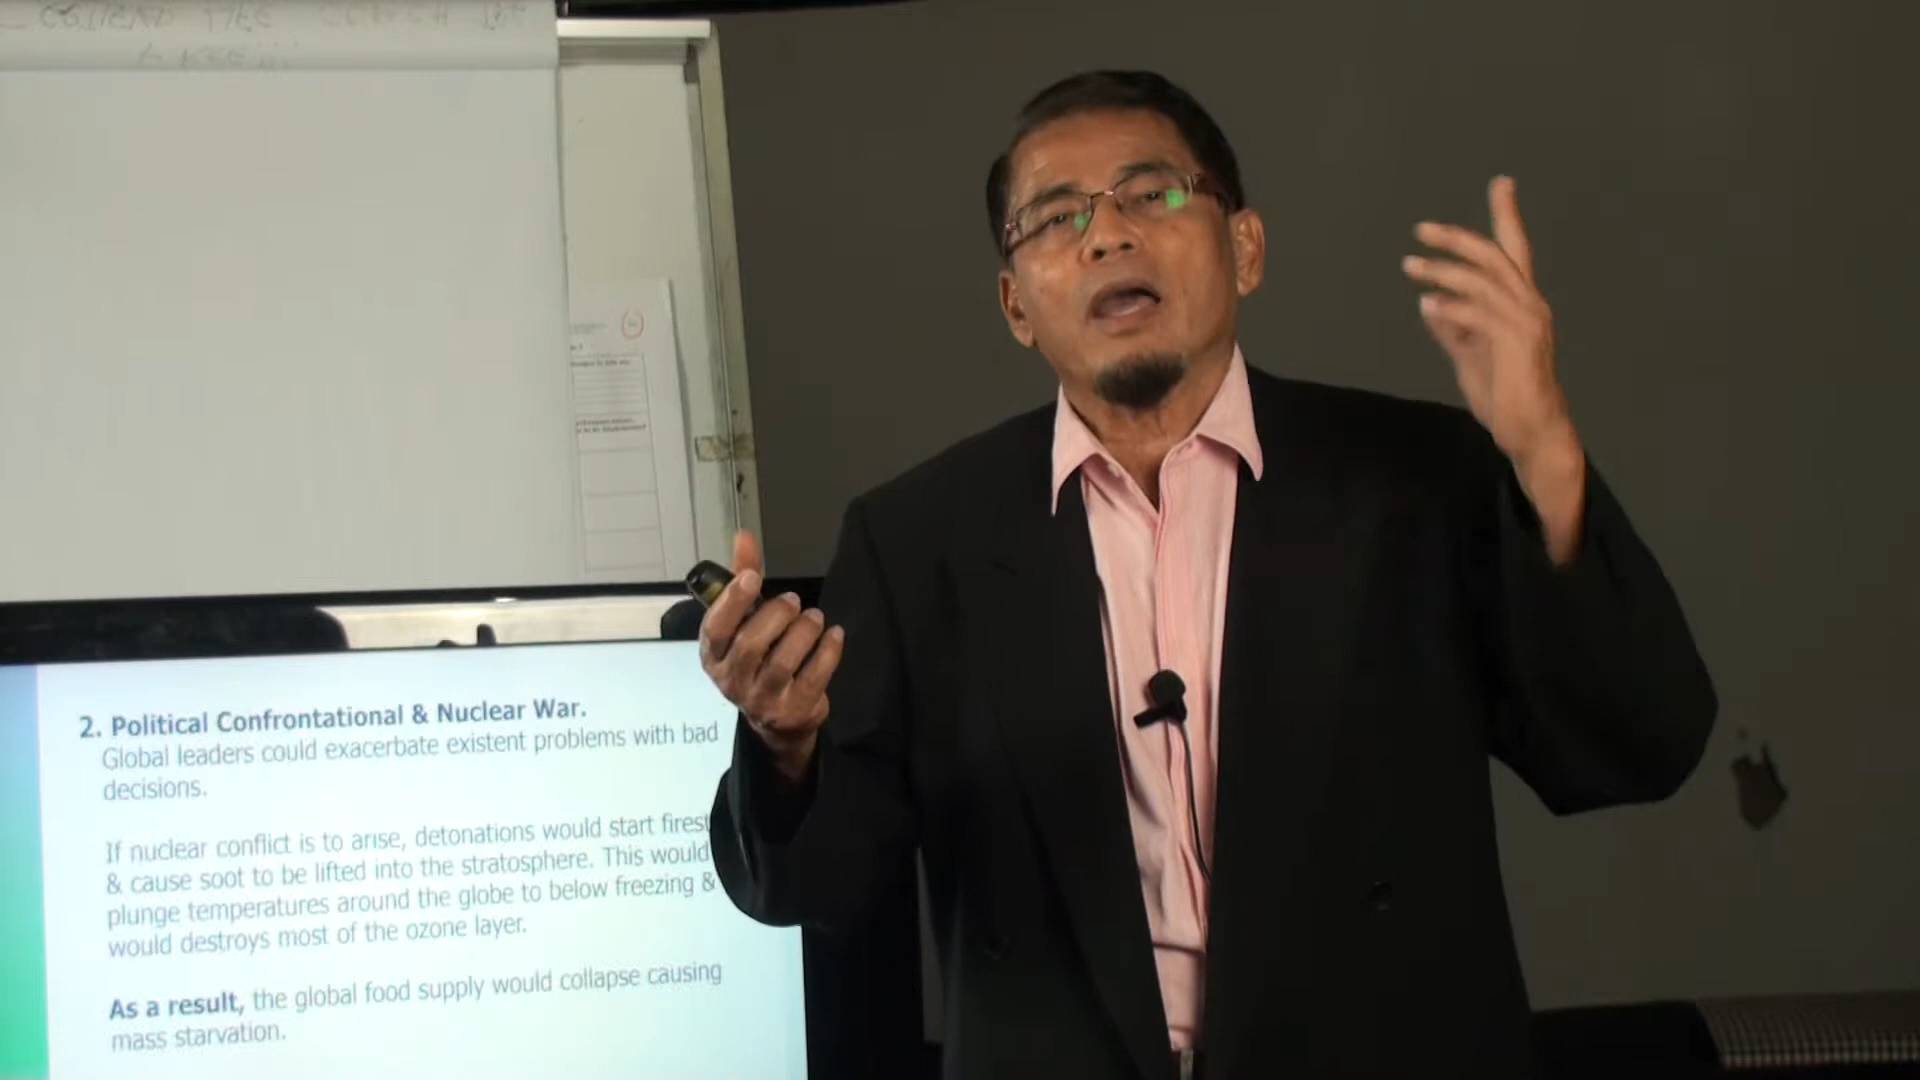 2. Political Confrontational & Nuclear War.
Global leaders could exacerbate existent problems with bad
decisions.
If nuclear conflict is to arise, detonations would start firest
& cause soot to be lifted into the stratosphere. This would
plunge temperatures around the globe to below freezing &
would destroys most of the ozone layer.
As a result, the global food supply would collapse causing
mass starvation.